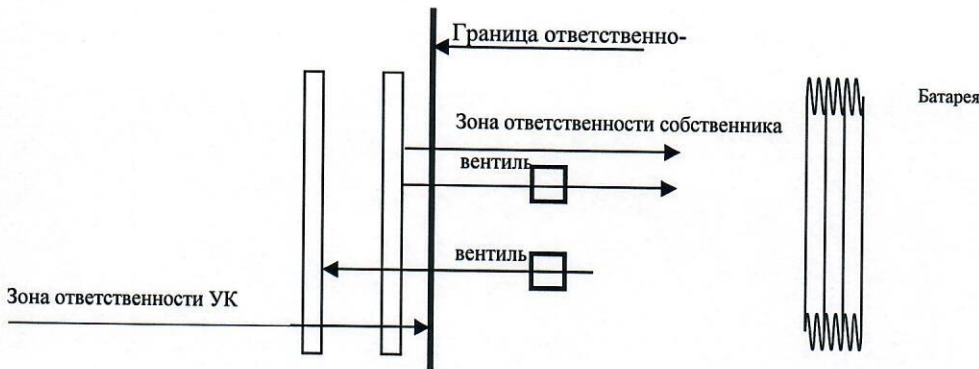 Граница ответственно-
Батарея
Зона ответственности собственника
вентиль
вентиль
Зона ответственности УК